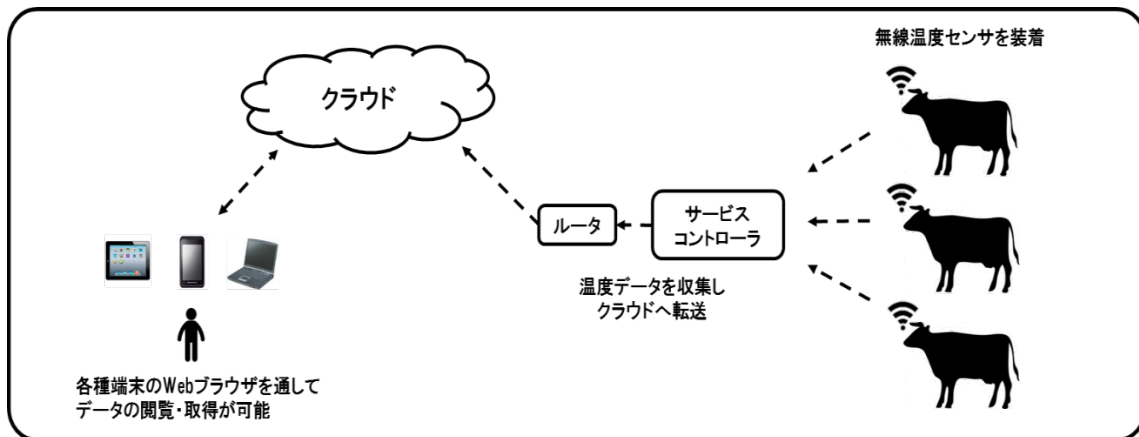 無線温度センサを装着
クラウド
ルータ
サービス
コントローラ
温度データを収集し
クラウドへ転送
各種端末のWebブラウザを通して
データの閲覧・取得が可能